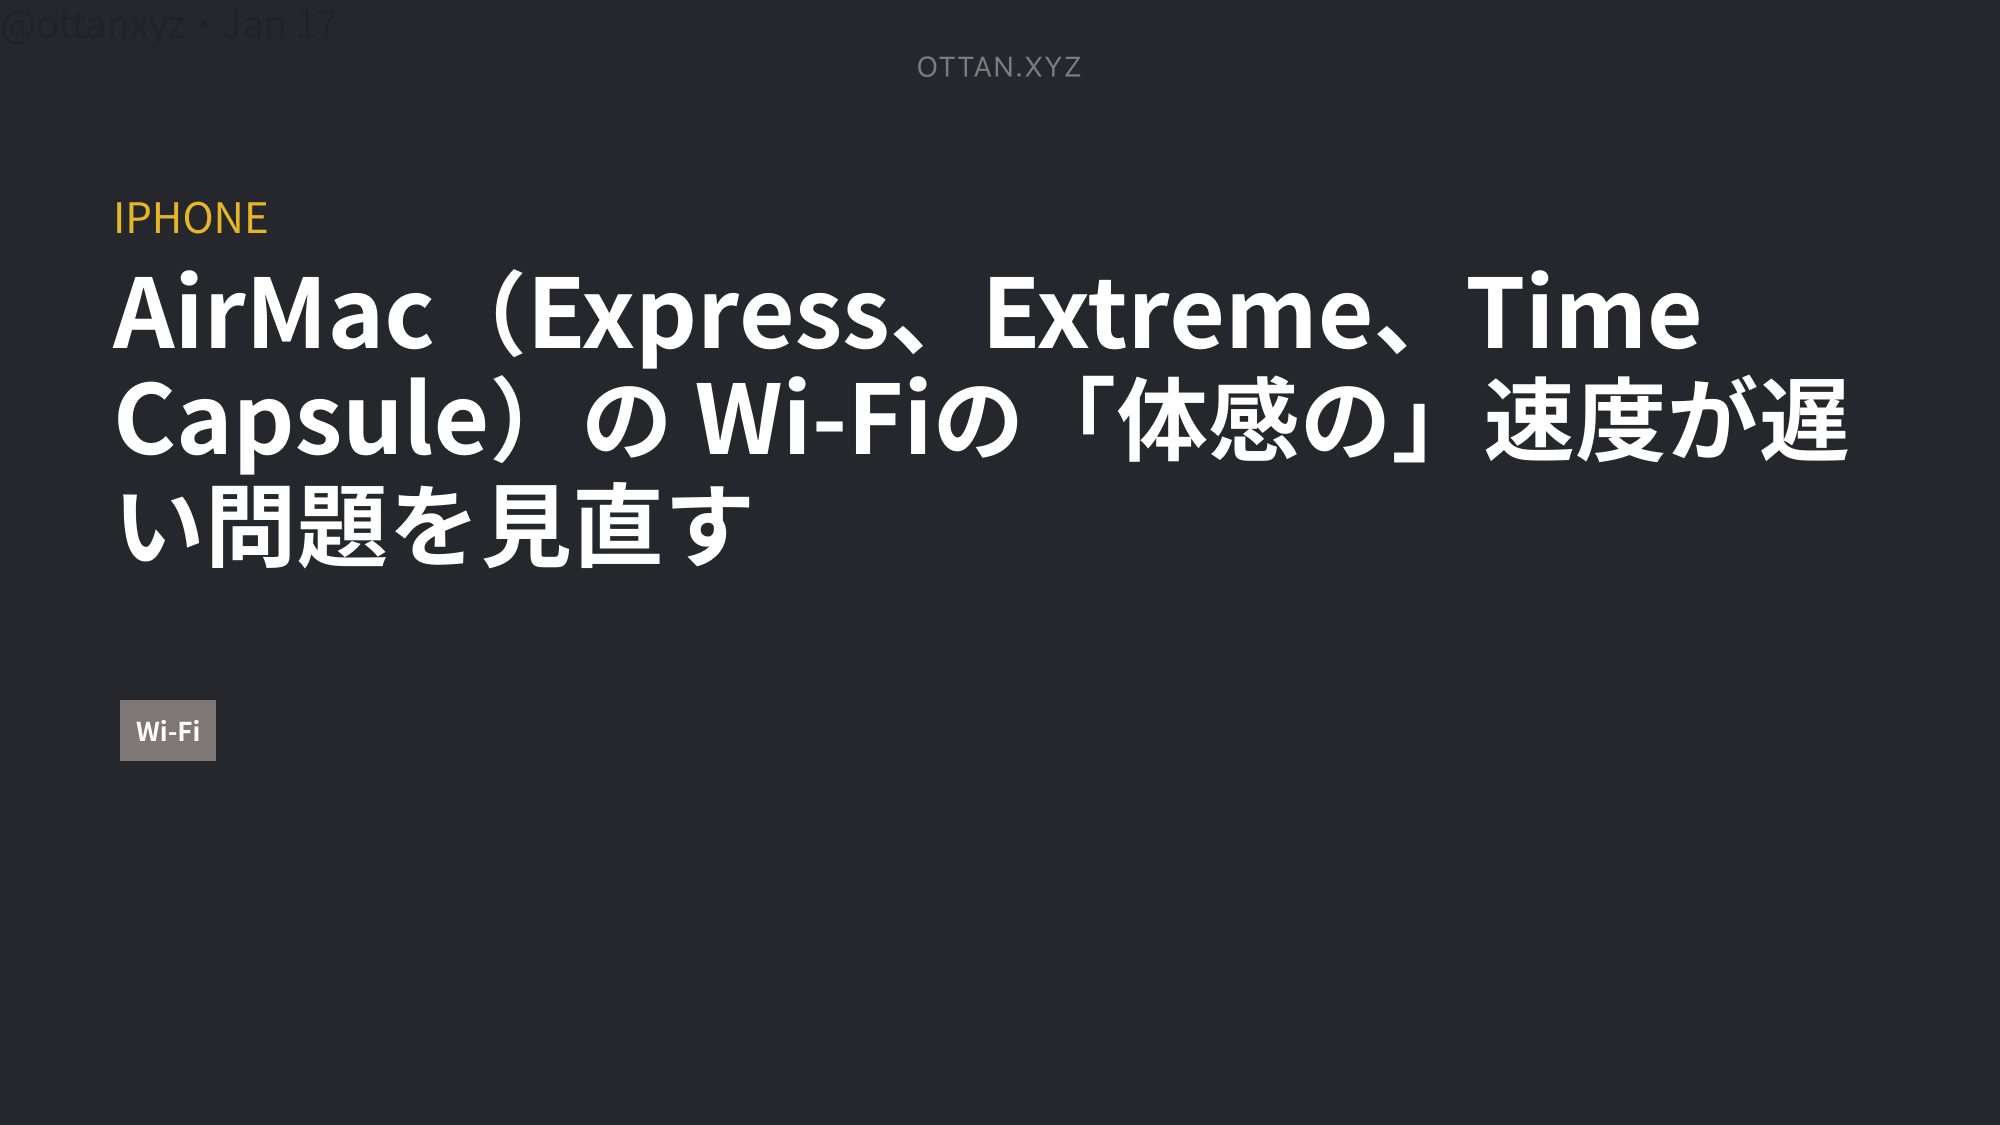 @ottanxyz・Jan 17
OTTAN.XYZ
IPHONE
AirMac（Express、Extreme、Time
Capsule）の Wi-Fiの「体感の」速度が遅
い問題を見直す
Wi-Fi